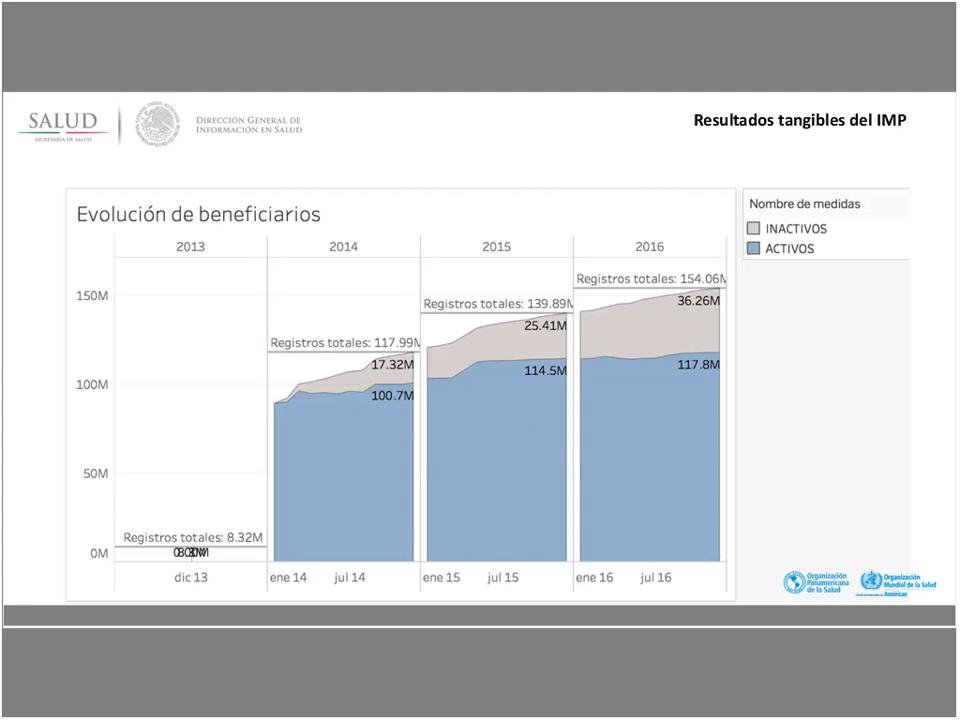 SALUD
SECRETARÍA DE SALUD
DIRECCIÓN GENERAL DE
INFORMACIÓN EN SALUD
Resultados tangibles del IMP
Evolución de beneficiarios
Nombre de medidas
INACTIVOS
ACTIVOS
2013 2014 2015 2016
Registros totales: 154.06M
150M
36.26M
Registros totales: 139.89M
25.41M
Registros totales: 117.99M
17.32M
114.5M
117.8M
100M
100.7M
50M
Registros totales: 8.32M
0M
dic 13 ene 14 jul 14 ene 15 jul 15 ene 16 jul 16
Organización
Panamericana
de la Salud
Organización
Mundial de la Salud
Américas